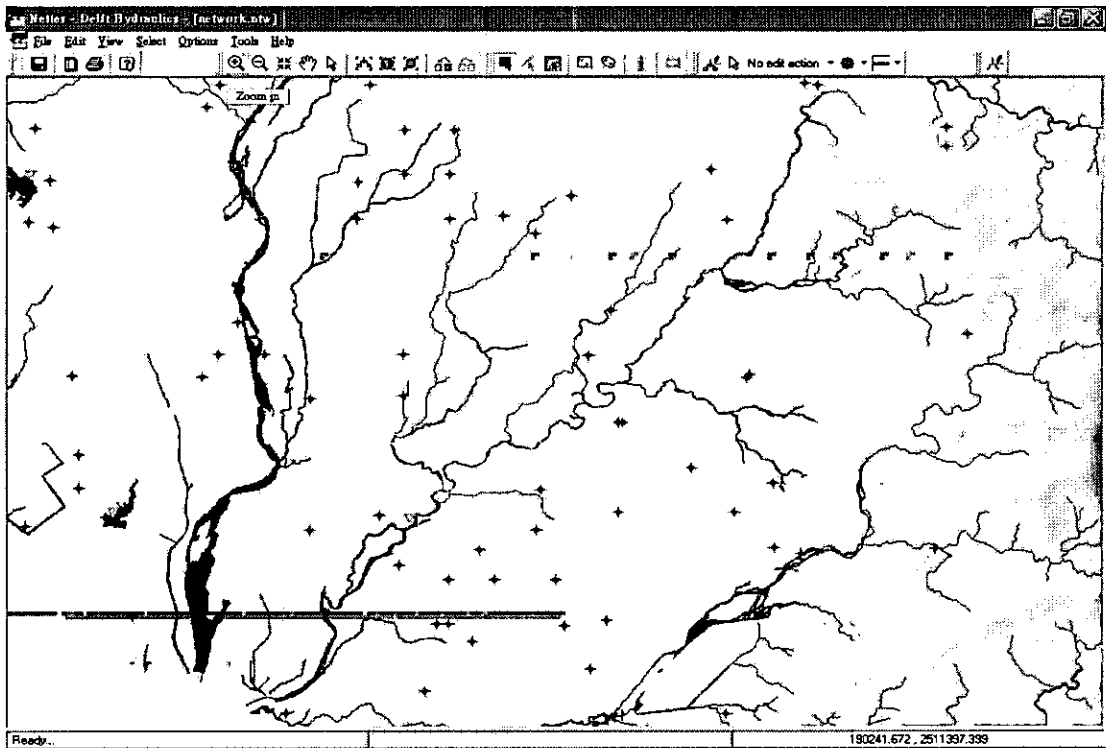 Netter - Delft Hydraulics - [network.ntw]
File Edit View Select Options Tools Help
No edit action
Zoom in
Ready...
190241.672 , 2511397.399